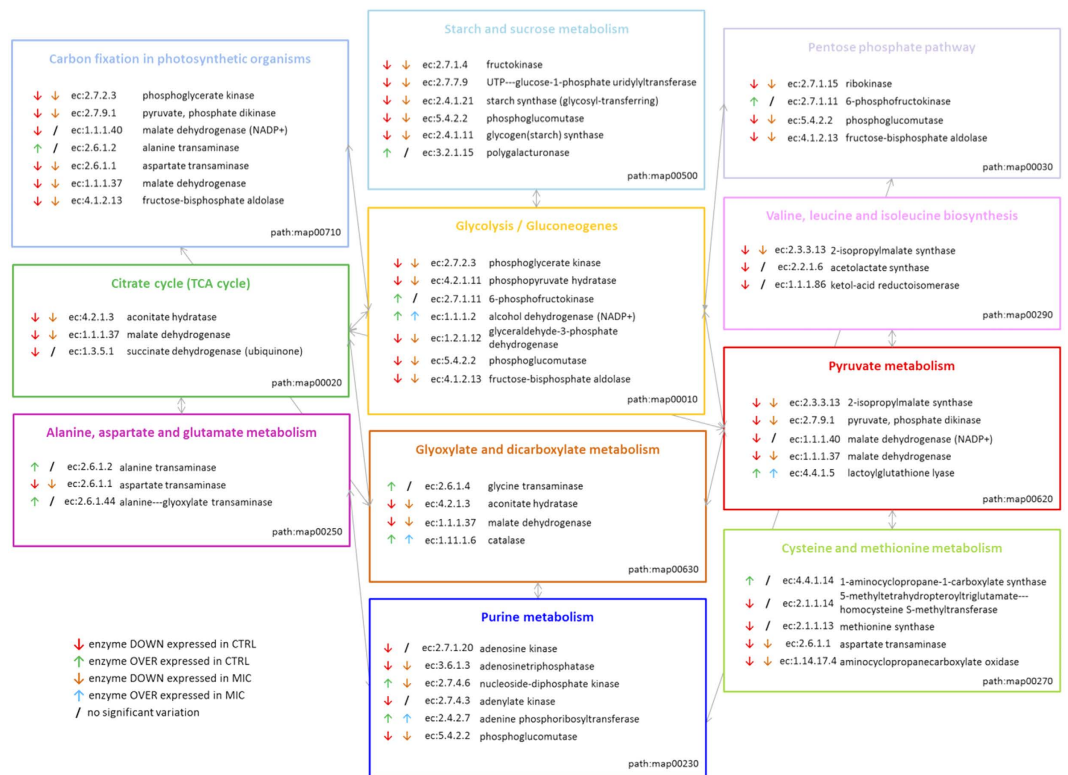 Carbon fixation in photosynthetic organisms
↓ ↓ ec:2.7.2.3 phosphoglycerate kinase
↓ ↓ ec:2.7.9.1 pyruvate, phosphate dikinase
↓ / ec:1.1.1.40 malate dehydrogenase (NADP+)
↑ / ec:2.6.1.2 alanine transaminase
↓ ↓ ec:2.6.1.1 aspartate transaminase
↓ ↓ ec:1.1.1.37 malate dehydrogenase
↓ ↓ ec:4.1.2.13 fructose-bisphosphate aldolase
path:map00710
Citrate cycle (TCA cycle)
↓ ↓ ec:4.2.1.3 aconitate hydratase
↓ ↓ ec:1.1.1.37 malate dehydrogenase
↓ / ec:1.3.5.1 succinate dehydrogenase (ubiquinone)
path:map00020
Alanine, aspartate and glutamate metabolism
↑ / ec:2.6.1.2 alanine transaminase
↓ ↓ ec:2.6.1.1 aspartate transaminase
↑ / ec:2.6.1.44 alanine---glyoxylate transaminase
path:map00250
↓ enzyme DOWN expressed in CTRL
↑ enzyme OVER expressed in CTRL
↓ enzyme DOWN expressed in MIC
↑ enzyme OVER expressed in MIC
/ no significant variation
Starch and sucrose metabolism
↓ ↓ ec:2.7.1.4 fructokinase
↓ ↓ ec:2.7.7.9 UTP---glucose-1-phosphate uridylyltransferase
↓ ↓ ec:2.4.1.21 starch synthase (glycosyl-transferring)
↓ ↓ ec:5.4.2.2 phosphoglucomutase
↓ ↓ ec:2.4.1.11 glycogen(starch) synthase
↑ / ec:3.2.1.15 polygalacturonase
path:map00500
Glycolysis / Gluconeogenes
↓ ↓ ec:2.7.2.3 phosphoglycerate kinase
↓ ↓ ec:4.2.1.11 phosphopyruvate hydratase
↑ / ec:2.7.1.11 6-phosphofructokinase
↑ ↑ ec:1.1.1.2 alcohol dehydrogenase (NADP+)
↓ ↓ ec:1.2.1.12 glyceraldehyde-3-phosphate
dehydrogenase
↓ ↓ ec:5.4.2.2 phosphoglucomutase
↓ ↓ ec:4.1.2.13 fructose-bisphosphate aldolase
path:map00010
Glyoxylate and dicarboxylate metabolism
↑ / ec:2.6.1.4 glycine transaminase
↓ ↓ ec:4.2.1.3 aconitate hydratase
↓ ↓ ec:1.1.1.37 malate dehydrogenase
↑ ↑ ec:1.11.1.6 catalase
path:map00630
Purine metabolism
↓ / ec:2.7.1.20 adenosine kinase
↓ ↓ ec:3.6.1.3 adenosinetriphosphatase
↑ ↓ ec:2.7.4.6 nucleoside-diphosphate kinase
↓ / ec:2.7.4.3 adenylate kinase
↑ ↑ ec:2.4.2.7 adenine phosphoribosyltransferase
↓ ↓ ec:5.4.2.2 phosphoglucomutase
path:map00230
Pentose phosphate pathway
↓ ↓ ec:2.7.1.15 ribokinase
↑ / ec:2.7.1.11 6-phosphofructokinase
↓ ↓ ec:5.4.2.2 phosphoglucomutase
↓ ↓ ec:4.1.2.13 fructose-bisphosphate aldolase
path:map00030
Valine, leucine and isoleucine biosynthesis
↓ ↓ ec:2.3.3.13 2-isopropylmalate synthase
↓ / ec:2.2.1.6 acetolactate synthase
↓ / ec:1.1.1.86 ketol-acid reductoisomerase
path:map00290
Pyruvate metabolism
↓ ↓ ec:2.3.3.13 2-isopropylmalate synthase
↓ ↓ ec:2.7.9.1 pyruvate, phosphate dikinase
↓ / ec:1.1.1.40 malate dehydrogenase (NADP+)
↓ ↓ ec:1.1.1.37 malate dehydrogenase
↑ ↑ ec:4.4.1.5 lactoylglutathione lyase
path:map00620
Cysteine and methionine metabolism
↑ / ec:4.4.1.14 1-aminocyclopropane-1-carboxylate synthase
↓ / ec:2.1.1.14 5-methyltetrahydropteroyltriglutamate---
homocysteine S-methyltransferase
↓ / ec:2.1.1.13 methionine synthase
↓ ↓ ec:2.6.1.1 aspartate transaminase
↓ ↓ ec:1.14.17.4 aminocyclopropanecarboxylate oxidase
path:map00270